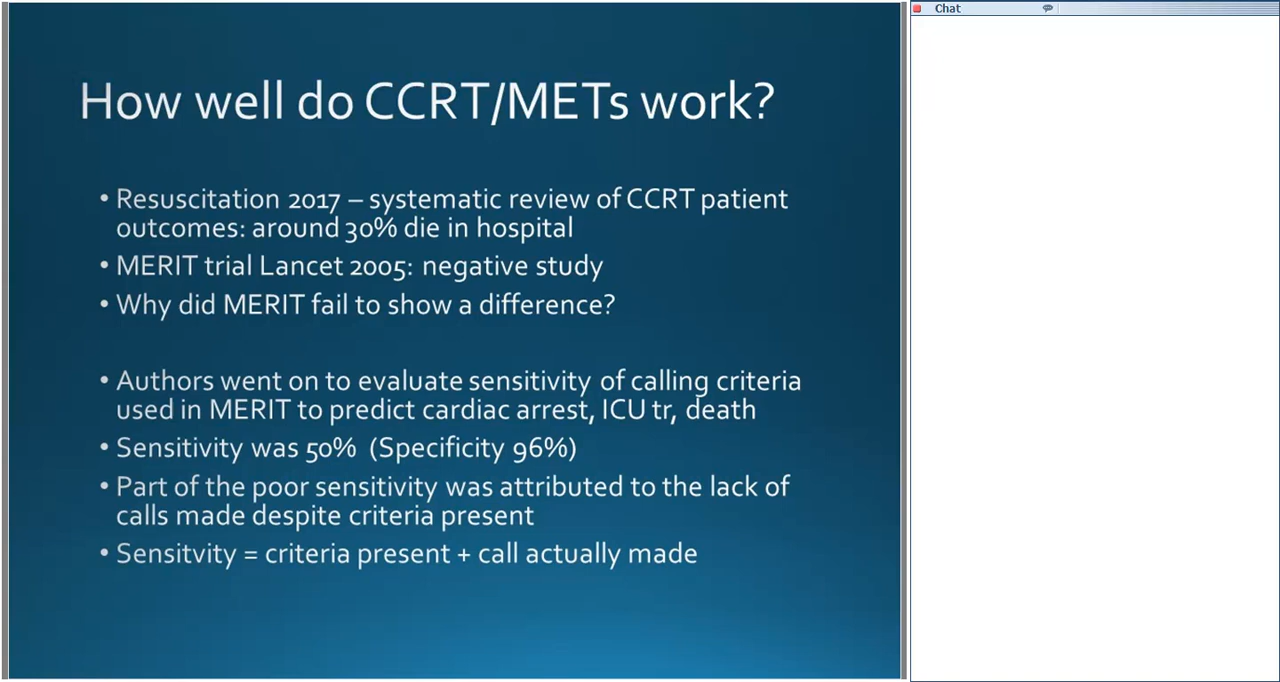 Chat
How well do CCRT/METs work?
• Resuscitation 2017 – systematic review of CCRT patient
outcomes: around 30% die in hospital
• MERIT trial Lancet 2005: negative study
• Why did MERIT fail to show a difference?
• Authors went on to evaluate sensitivity of calling criteria
used in MERIT to predict cardiac arrest, ICU tr, death
• Sensitivity was 50% (Specificity 96%)
• Part of the poor sensitivity was attributed to the lack of
calls made despite criteria present
• Sensitvity = criteria present + call actually made